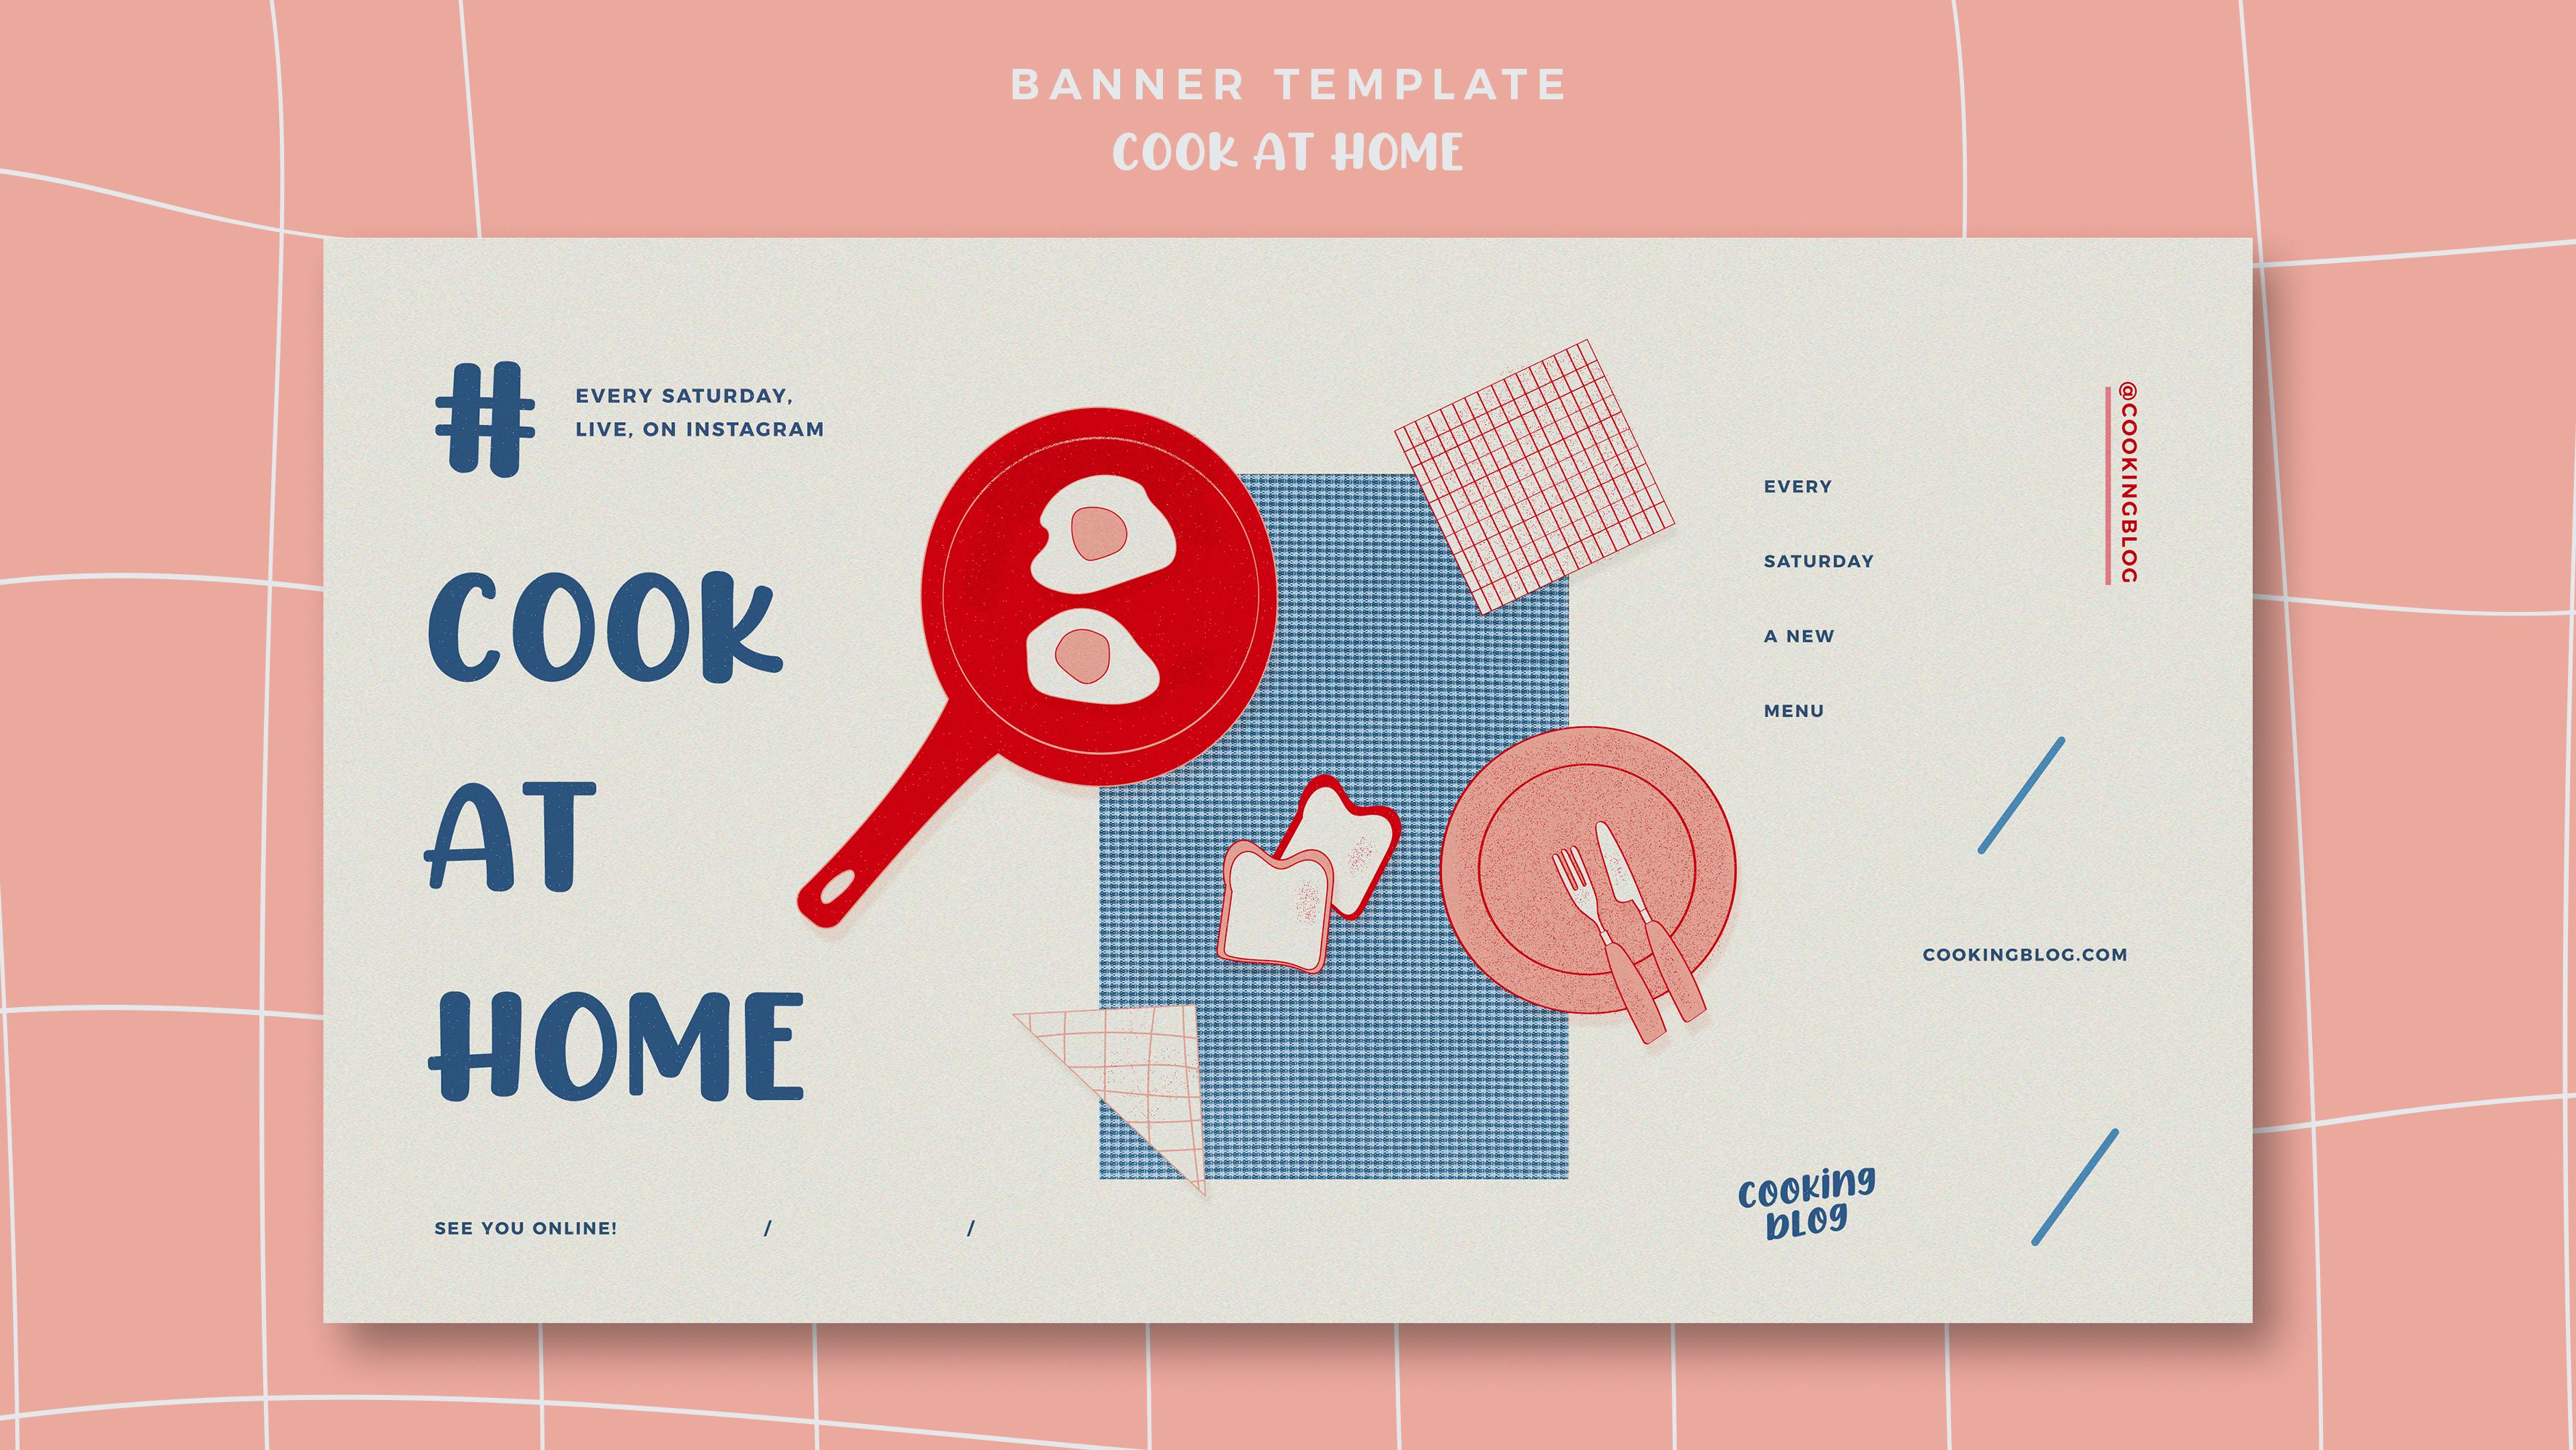 BANNER TEMPLATE
COOK AT HOME
#
EVERY SATURDAY,
LIVE, ON INSTAGRAM
COOK
AT
HOME
SEE YOU ONLINE! / /
EVERY
SATURDAY
A NEW
MENU
@COOKINGBLOG
COOKINGBLOG.COM
COOKING
BLOG